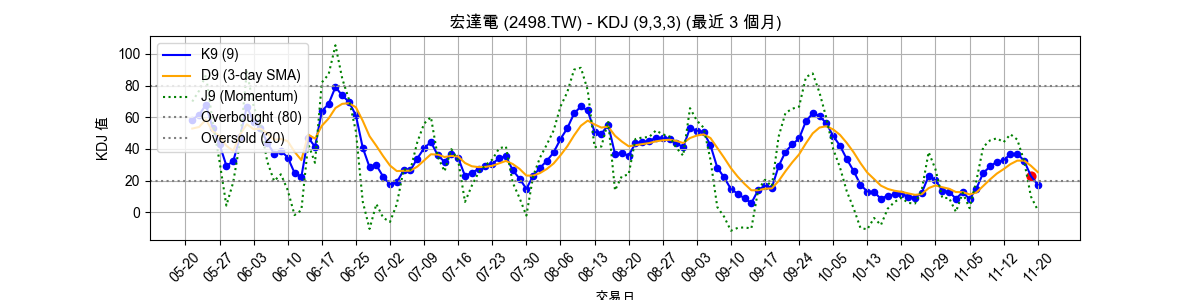 宏達電 (2498.TW) - KDJ (9,3,3) (最近 3 個月)
K9 (9)
D9 (3-day SMA)
J9 (Momentum)
Overbought (80)
Oversold (20)
KDJ 值
100
80
60
40
20
0
05-20 05-27 06-03 06-10 06-17 06-25 07-02 07-09 07-16 07-23 07-30 08-06 08-13 08-20 08-27 09-03 09-10 09-17 09-24 10-05 10-13 10-20 10-29 11-05 11-12 11-20
交易日